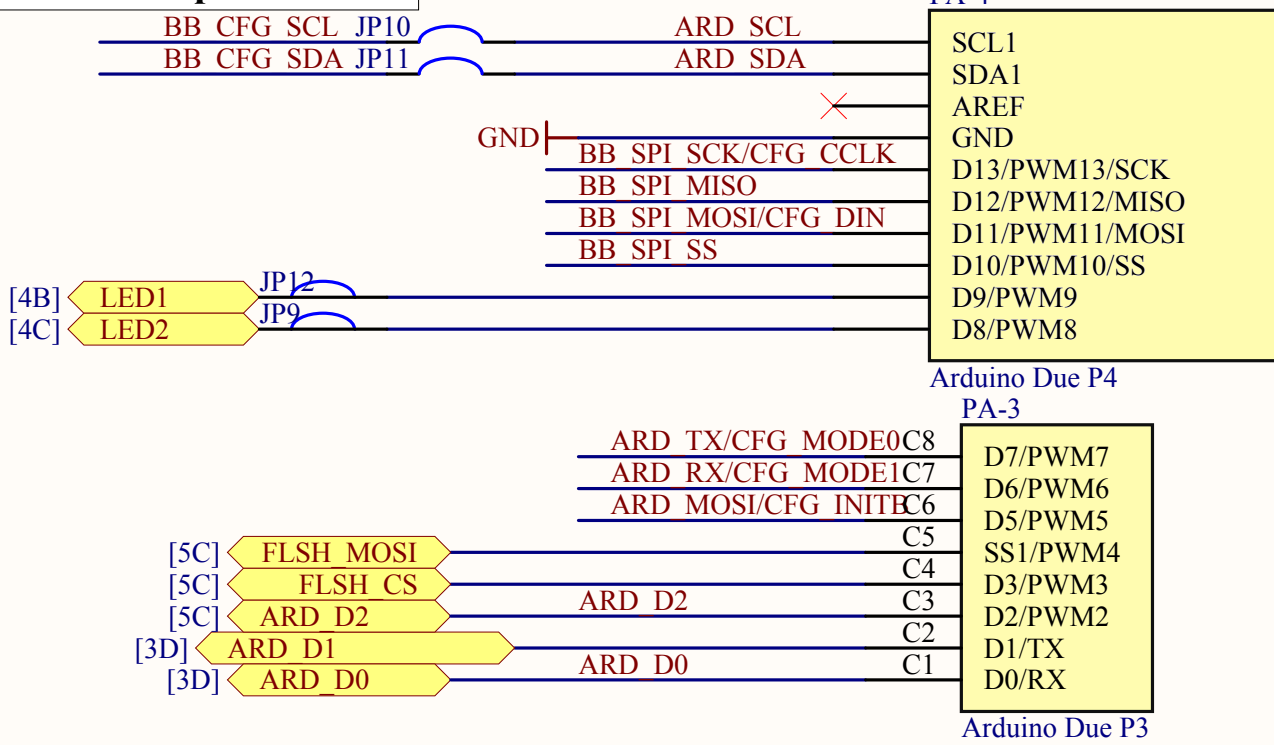 BB_CFG_SCL JP10 ARD_SCL SCL1
BB_CFG_SDA JP11 ARD_SDA SDA1
AREF
GND GND
BB_SPI_SCK/CFG_CCLK D13/PWM13/SCK
BB_SPI_MISO D12/PWM12/MISO
BB_SPI_MOSI/CFG_DIN D11/PWM11/MOSI
BB_SPI_SS D10/PWM10/SS
[4B] LED1 JP12 D9/PWM9
[4C] LED2 JP9 D8/PWM8
Arduino Due P4
PA-3
ARD_TX/CFG_MODE0 C8 D7/PWM7
ARD_RX/CFG_MODE1 C7 D6/PWM6
ARD_MOSI/CFG_INITB C6 D5/PWM5
[5C] FLSH_MOSI C5 SS1/PWM4
[5C] FLSH_CS C4 D3/PWM3
[5C] ARD_D2 ARD_D2 C3 D2/PWM2
[3D] ARD_D1 C2 D1/TX
[3D] ARD_D0 ARD_D0 C1 D0/RX
Arduino Due P3